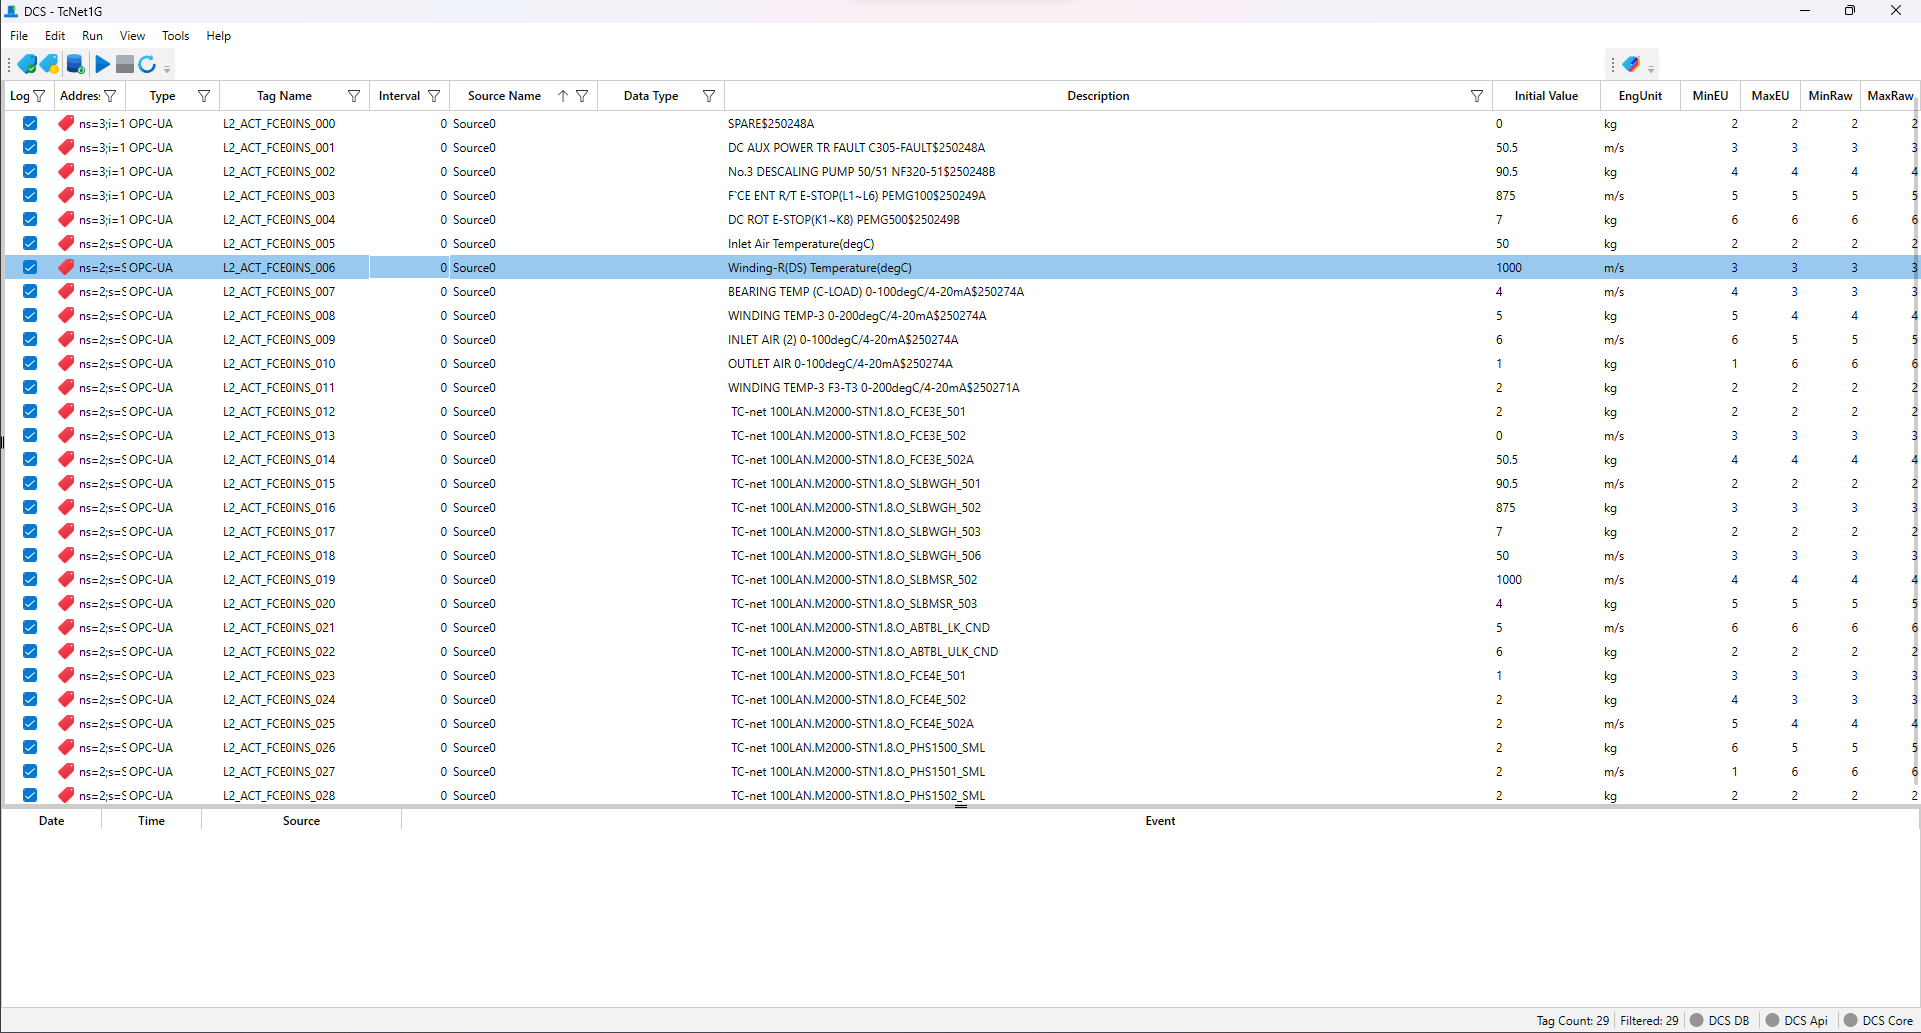 DCS - TcNet1G
File Edit Run View Tools Help
Log Address Type Tag Name Interval Source Name Data Type Description Initial Value EngUnit MinEU MaxEU MinRaw MaxRaw
ns=3;i=1 OPC-UA L2_ACT_FCE0INS_000 0 Source0 SPARE$250248A 0 kg 2 2 2 2
ns=3;i=1 OPC-UA L2_ACT_FCE0INS_001 0 Source0 DC AUX POWER TR FAULT C305-FAULT$250248A 50.5 m/s 3 3 3 3
ns=3;i=1 OPC-UA L2_ACT_FCE0INS_002 0 Source0 No.3 DESCALING PUMP 50/51 NF320-51$250248B 90.5 kg 4 4 4 4
ns=3;i=1 OPC-UA L2_ACT_FCE0INS_003 0 Source0 F`CE ENT R/T E-STOP(L1~L6) PEMG100$250249A 875 m/s 5 5 5 5
ns=3;i=1 OPC-UA L2_ACT_FCE0INS_004 0 Source0 DC ROT E-STOP(K1~K8) PEMG500$250249B 7 kg 6 6 6 6
ns=2;s=S OPC-UA L2_ACT_FCE0INS_005 0 Source0 Inlet Air Temperature(degC) 50 kg 2 2 2 2
ns=2;s=S OPC-UA L2_ACT_FCE0INS_006 0 Source0 Winding-R(DS) Temperature(degC) 1000 m/s 3 3 3 3
ns=2;s=S OPC-UA L2_ACT_FCE0INS_007 0 Source0 BEARING TEMP (C-LOAD) 0-100degC/4-20mA$250274A 4 m/s 4 3 3 3
ns=2;s=S OPC-UA L2_ACT_FCE0INS_008 0 Source0 WINDING TEMP-3 0-200degC/4-20mA$250274A 5 kg 5 4 4 4
ns=2;s=S OPC-UA L2_ACT_FCE0INS_009 0 Source0 INLET AIR (2) 0-100degC/4-20mA$250274A 6 m/s 6 5 5 5
ns=2;s=S OPC-UA L2_ACT_FCE0INS_010 0 Source0 OUTLET AIR 0-100degC/4-20mA$250274A 1 kg 1 6 6 6
ns=2;s=S OPC-UA L2_ACT_FCE0INS_011 0 Source0 WINDING TEMP-3 F3-T3 0-200degC/4-20mA$250271A 2 kg 2 2 2 2
ns=2;s=S OPC-UA L2_ACT_FCE0INS_012 0 Source0 TC-net 100LAN.M2000-STN1.8.O_FCE3E_501 2 kg 2 2 2 2
ns=2;s=S OPC-UA L2_ACT_FCE0INS_013 0 Source0 TC-net 100LAN.M2000-STN1.8.O_FCE3E_502 0 m/s 3 3 3 3
ns=2;s=S OPC-UA L2_ACT_FCE0INS_014 0 Source0 TC-net 100LAN.M2000-STN1.8.O_FCE3E_502A 50.5 kg 4 4 4 4
ns=2;s=S OPC-UA L2_ACT_FCE0INS_015 0 Source0 TC-net 100LAN.M2000-STN1.8.O_SLBWGH_501 90.5 m/s 2 2 2 2
ns=2;s=S OPC-UA L2_ACT_FCE0INS_016 0 Source0 TC-net 100LAN.M2000-STN1.8.O_SLBWGH_502 875 kg 3 3 3 3
ns=2;s=S OPC-UA L2_ACT_FCE0INS_017 0 Source0 TC-net 100LAN.M2000-STN1.8.O_SLBWGH_503 7 kg 2 2 2 2
ns=2;s=S OPC-UA L2_ACT_FCE0INS_018 0 Source0 TC-net 100LAN.M2000-STN1.8.O_SLBWGH_506 50 m/s 3 3 3 3
ns=2;s=S OPC-UA L2_ACT_FCE0INS_019 0 Source0 TC-net 100LAN.M2000-STN1.8.O_SLBMSR_502 1000 m/s 4 4 4 4
ns=2;s=S OPC-UA L2_ACT_FCE0INS_020 0 Source0 TC-net 100LAN.M2000-STN1.8.O_SLBMSR_503 4 kg 5 5 5 5
ns=2;s=S OPC-UA L2_ACT_FCE0INS_021 0 Source0 TC-net 100LAN.M2000-STN1.8.O_ABTBL_LK_CND 5 m/s 6 6 6 6
ns=2;s=S OPC-UA L2_ACT_FCE0INS_022 0 Source0 TC-net 100LAN.M2000-STN1.8.O_ABTBL_ULK_CND 6 kg 2 2 2 2
ns=2;s=S OPC-UA L2_ACT_FCE0INS_023 0 Source0 TC-net 100LAN.M2000-STN1.8.O_FCE4E_501 1 kg 3 3 3 3
ns=2;s=S OPC-UA L2_ACT_FCE0INS_024 0 Source0 TC-net 100LAN.M2000-STN1.8.O_FCE4E_502 2 kg 4 3 3 3
ns=2;s=S OPC-UA L2_ACT_FCE0INS_025 0 Source0 TC-net 100LAN.M2000-STN1.8.O_FCE4E_502A 2 m/s 5 4 4 4
ns=2;s=S OPC-UA L2_ACT_FCE0INS_026 0 Source0 TC-net 100LAN.M2000-STN1.8.O_PHS1500_SML 2 kg 6 5 5 5
ns=2;s=S OPC-UA L2_ACT_FCE0INS_027 0 Source0 TC-net 100LAN.M2000-STN1.8.O_PHS1501_SML 2 m/s 1 6 6 6
ns=2;s=S OPC-UA L2_ACT_FCE0INS_028 0 Source0 TC-net 100LAN.M2000-STN1.8.O_PHS1502_SML 2 kg 2 2 2 2
Date Time Source Event
Tag Count: 29 Filtered: 29 DCS DB DCS Api DCS Core